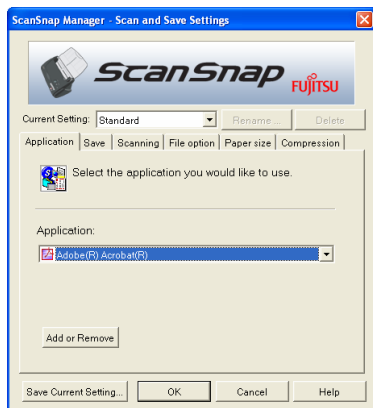 ScanSnap Manager - Scan and Save Settings
ScanSnap
FUJITSU
Current Setting: Standard Rename... Delete
Application Save Scanning File option Paper size Compression
Select the application you would like to use.
Application:
Adobe(R) Acrobat(R)
Add or Remove
Save Current Setting... OK Cancel Help